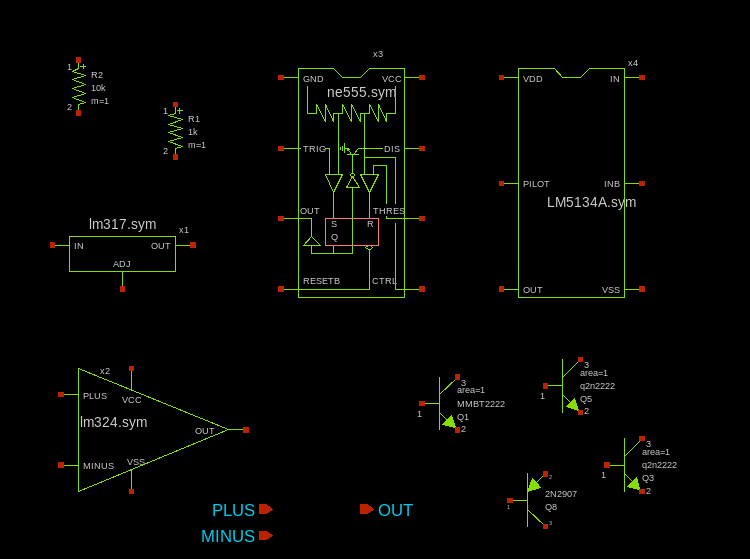 x3
x4
1
R2
10k
m=1
2
1
R1
1k
m=1
2
GND
VCC
ne555.sym
TRIG
DIS
OUT
THRES
S
R
Q
RESETB
CTRL
VDD
IN
PILOT
INB
LM5134A.sym
OUT
VSS
lm317.sym
x1
IN
OUT
ADJ
x2
PLUS
VCC
lm324.sym
OUT
MINUS
VSS
3
area=1
MMBT2222
1
Q1
2
3
area=1
q2n2222
1
Q5
2
3
area=1
q2n2222
1
Q3
2
2
2N2907
1
Q8
3
PLUS
OUT
MINUS